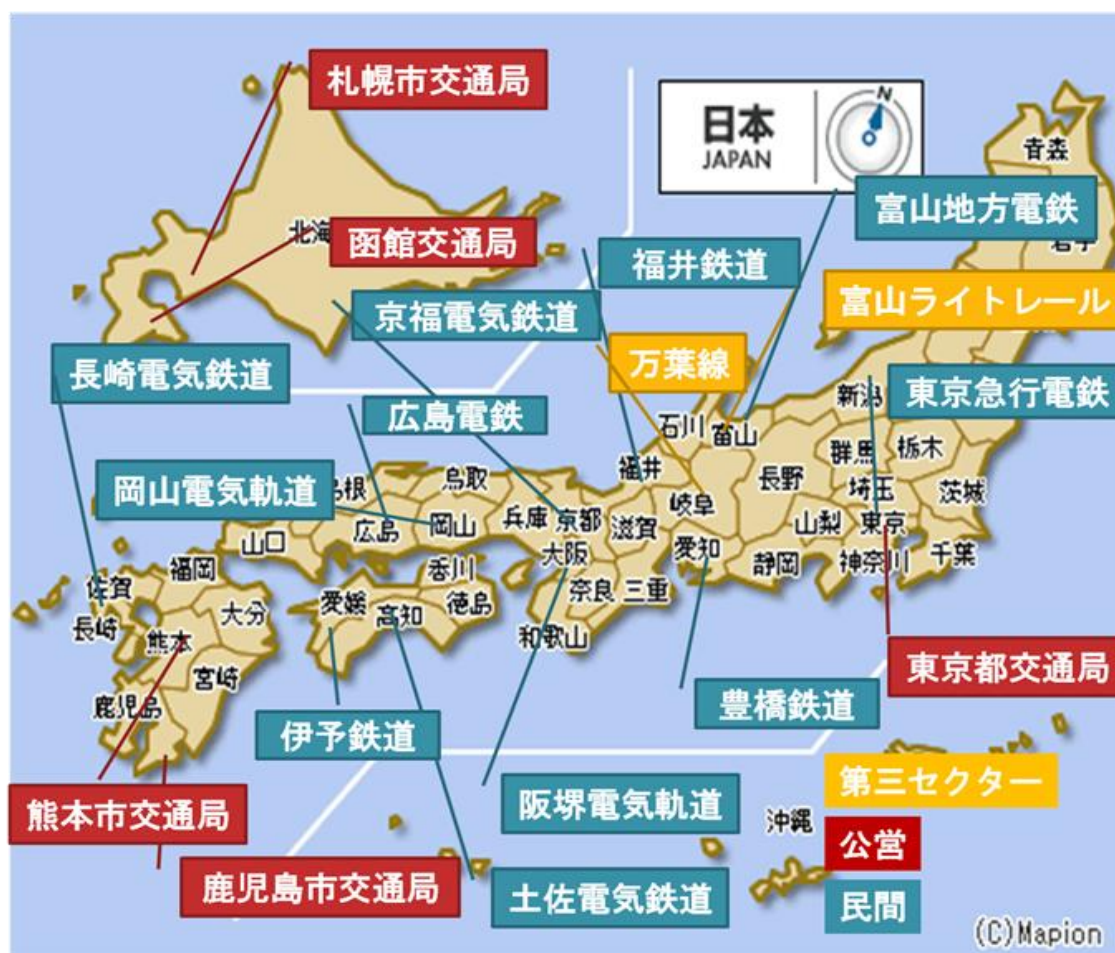 札幌市交通局
日本
JAPAN
N
青森
富山地方電鉄
北海
函館交通局
福井鉄道
岩手
京福電気鉄道
富山ライトレール
長崎電気鉄道
万葉線
広島電鉄
新潟
東京急行電鉄
石川
富山
群馬
栃木
岡山電気軌道
島根
鳥取
福井
長野
埼玉
茨城
兵庫
京都
滋賀
岐阜
山梨
東京
広島
岡山
山口
大阪
愛知
静岡
神奈川
千葉
福岡
香川
佐賀
大分
愛媛
高知
徳島
奈良
三重
長崎
熊本
和歌山
宮崎
東京都交通局
鹿児島
豊橋鉄道
伊予鉄道
第三セクター
熊本市交通局
阪堺電気軌道
沖縄
公営
鹿児島市交通局
土佐電気鉄道
民間
(C)Mapion